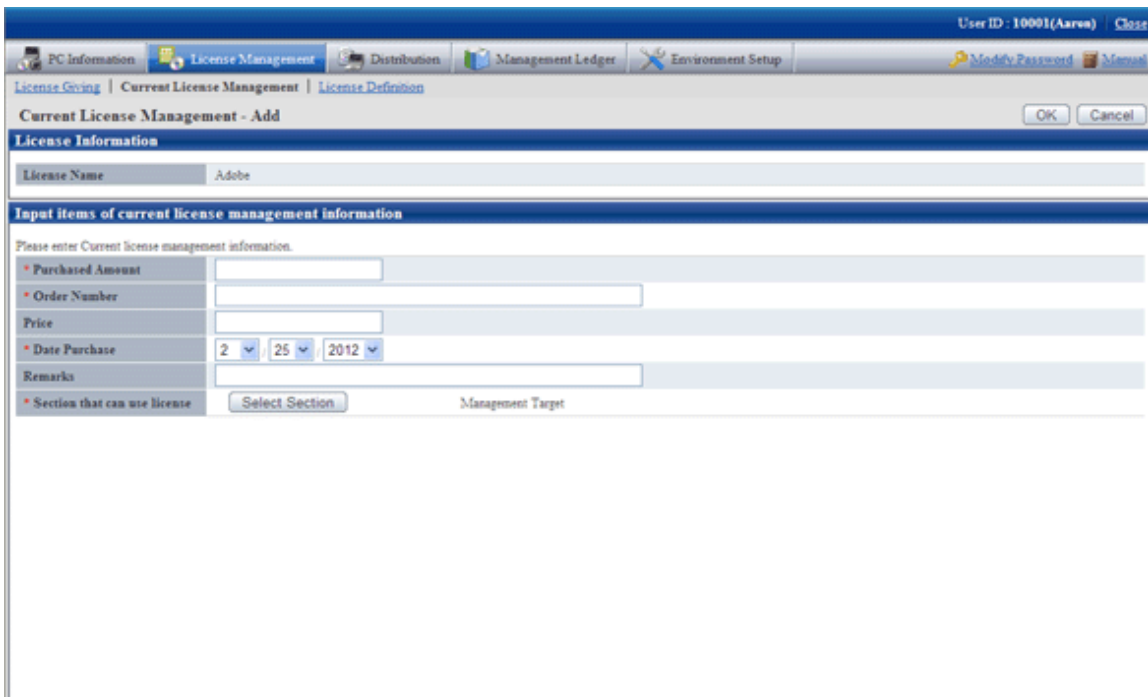 User ID : 10001(Aaron) Close
PC Information License Management Distribution Management Ledger Environment Setup Modify Password Manual
License Giving | Current License Management | License Definition
Current License Management - Add OK Cancel
License Information
License Name Adobe
Input items of current license management information
Please enter Current license management information.
* Purchased Amount
* Order Number
Price
* Date Purchase 2 / 25 / 2012
Remarks
* Section that can use license Select Section Management Target